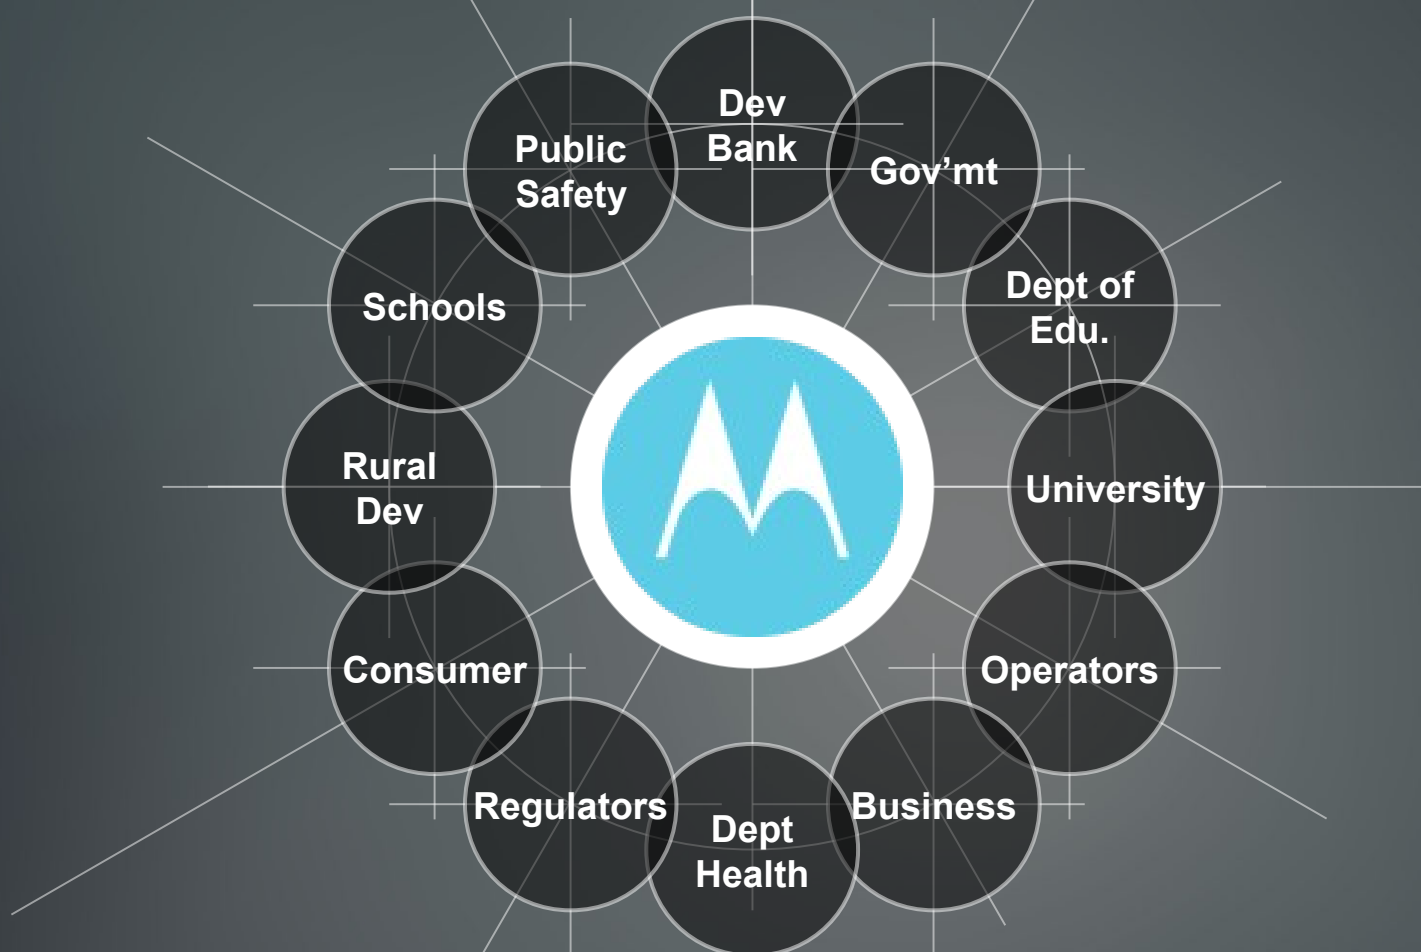 Dev
Bank
Public
Safety
Gov’mt
Dept of
Edu.
Schools
Rural
Dev
University
Consumer
Operators
Regulators
Business
Dept
Health